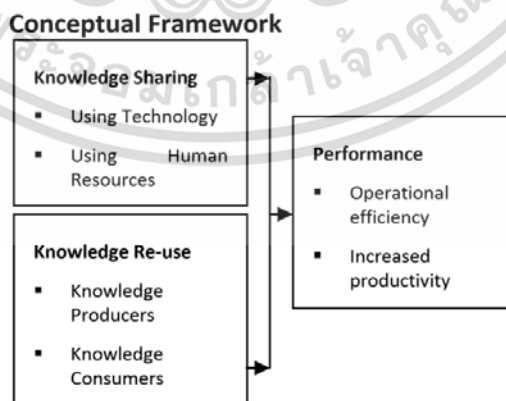 Conceptual Framework
Knowledge Sharing
▪ Using Technology
▪ Using Human
Resources
Knowledge Re-use
▪ Knowledge
Producers
▪ Knowledge
Consumers
Performance
▪ Operational
efficiency
▪ Increased
productivity